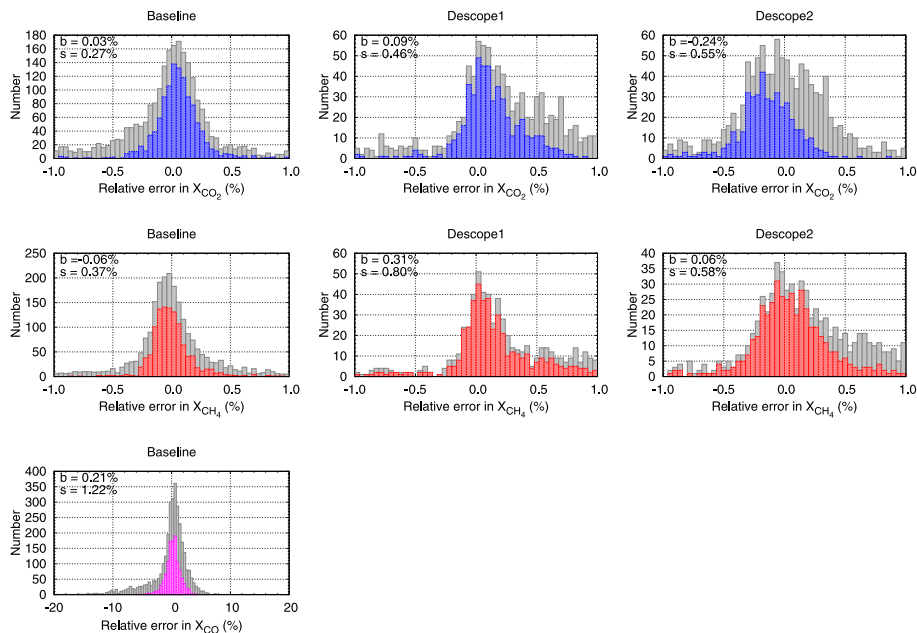 Baseline
Descope1
Descope2
b = 0.03%
s = 0.27%
b = 0.09%
s = 0.46%
b =-0.24%
s = 0.55%
Number
180
160
140
120
100
80
60
40
20
0
-1.0 -0.5 0.0 0.5 1.0
Relative error in XCO2 (%)
Number
60
50
40
30
20
10
0
-1.0 -0.5 0.0 0.5 1.0
Relative error in XCO2 (%)
Number
60
50
40
30
20
10
0
-1.0 -0.5 0.0 0.5 1.0
Relative error in XCO2 (%)
Baseline
Descope1
Descope2
b =-0.06%
s = 0.37%
b = 0.31%
s = 0.80%
b = 0.06%
s = 0.58%
Number
250
200
150
100
50
0
-1.0 -0.5 0.0 0.5 1.0
Relative error in XCH4 (%)
Number
60
50
40
30
20
10
0
-1.0 -0.5 0.0 0.5 1.0
Relative error in XCH4 (%)
Number
40
35
30
25
20
15
10
5
0
-1.0 -0.5 0.0 0.5 1.0
Relative error in XCH4 (%)
Baseline
b = 0.21%
s = 1.22%
Number
400
350
300
250
200
150
100
50
0
-20 -10 0 10 20
Relative error in XCO (%)